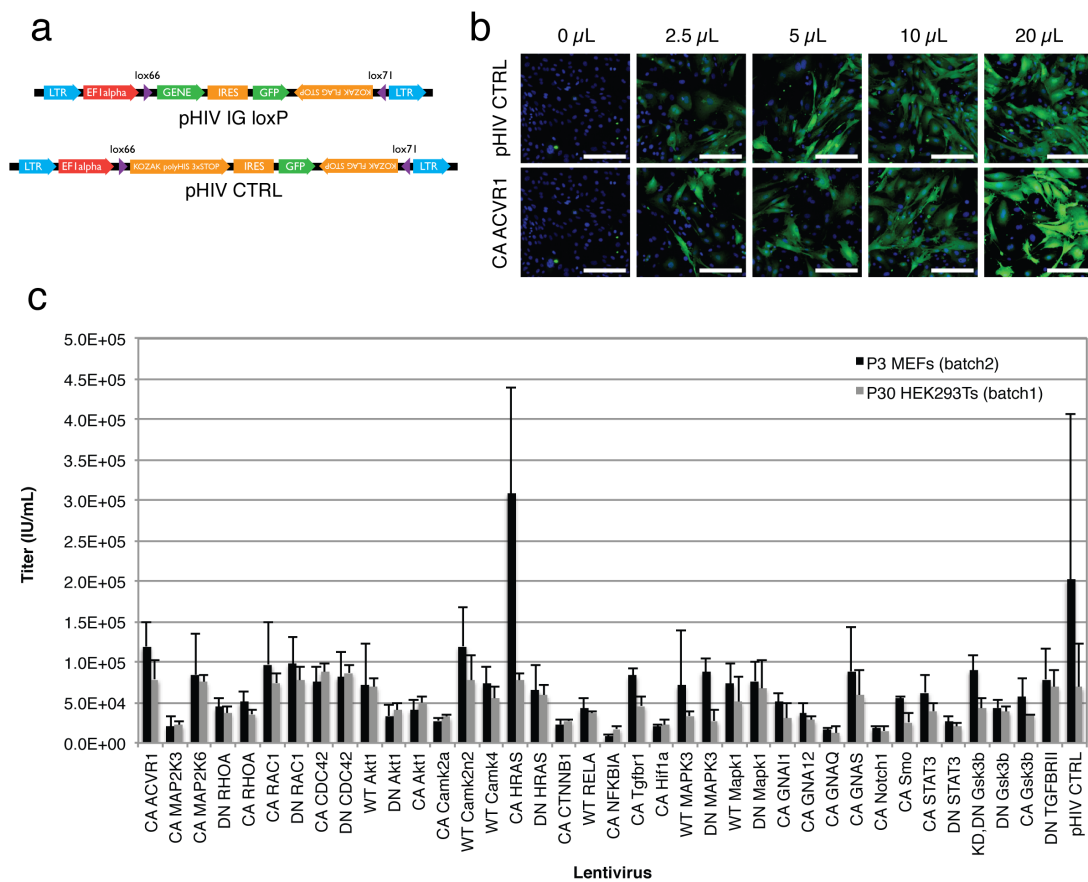 a
lox66
lox71
LTR
EF1alpha
GENE
IRES
GFP
KOZAK FLAG STOP
LTR
pHIV IG loxP
lox66
lox71
LTR
EF1alpha
KOZAK polyHIS 3xSTOP
IRES
GFP
KOZAK FLAG STOP
LTR
pHIV CTRL
b
0 µL
2.5 µL
5 µL
10 µL
20 µL
pHIV CTRL
CA ACVR1
c
5.0E+05
4.5E+05
4.0E+05
3.5E+05
3.0E+05
2.5E+05
2.0E+05
1.5E+05
1.0E+05
5.0E+04
0.0E+00
Titer (IU/mL)
P3 MEFs (batch2)
P30 HEK293Ts (batch1)
CA ACVR1
CA MAP2K3
CA MAP2K6
DN RHOA
CA RHOA
CA RAC1
DN RAC1
CA CDC42
DN CDC42
WT Akt1
DN Akt1
CA Akt1
CA Camk2a
WT Camk2n2
WT Camk4
CA HRAS
DN HRAS
CA CTNNB1
WT RELA
CA NFKBIA
CA Tgfbr1
CA Hif1a
WT MAPK3
DN MAPK3
WT Mapk1
DN Mapk1
CA GNAI1
CA GNA12
CA GNAQ
CA GNAS
CA Notch1
CA Smo
CA STAT3
DN STAT3
KD,DN Gsk3b
DN Gsk3b
CA Gsk3b
DN TGFBRII
pHIV CTRL
Lentivirus